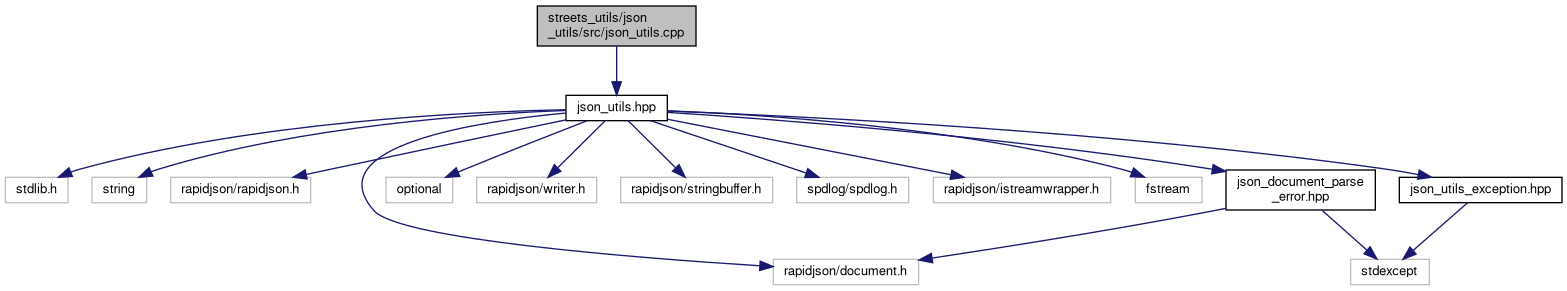 streets_utils/json
_utils/src/json_utils.cpp
json_utils.hpp
stdlib.h
string
rapidjson/rapidjson.h
optional
rapidjson/writer.h
rapidjson/stringbuffer.h
spdlog/spdlog.h
rapidjson/istreamwrapper.h
fstream
json_document_parse
_error.hpp
json_utils_exception.hpp
rapidjson/document.h
stdexcept